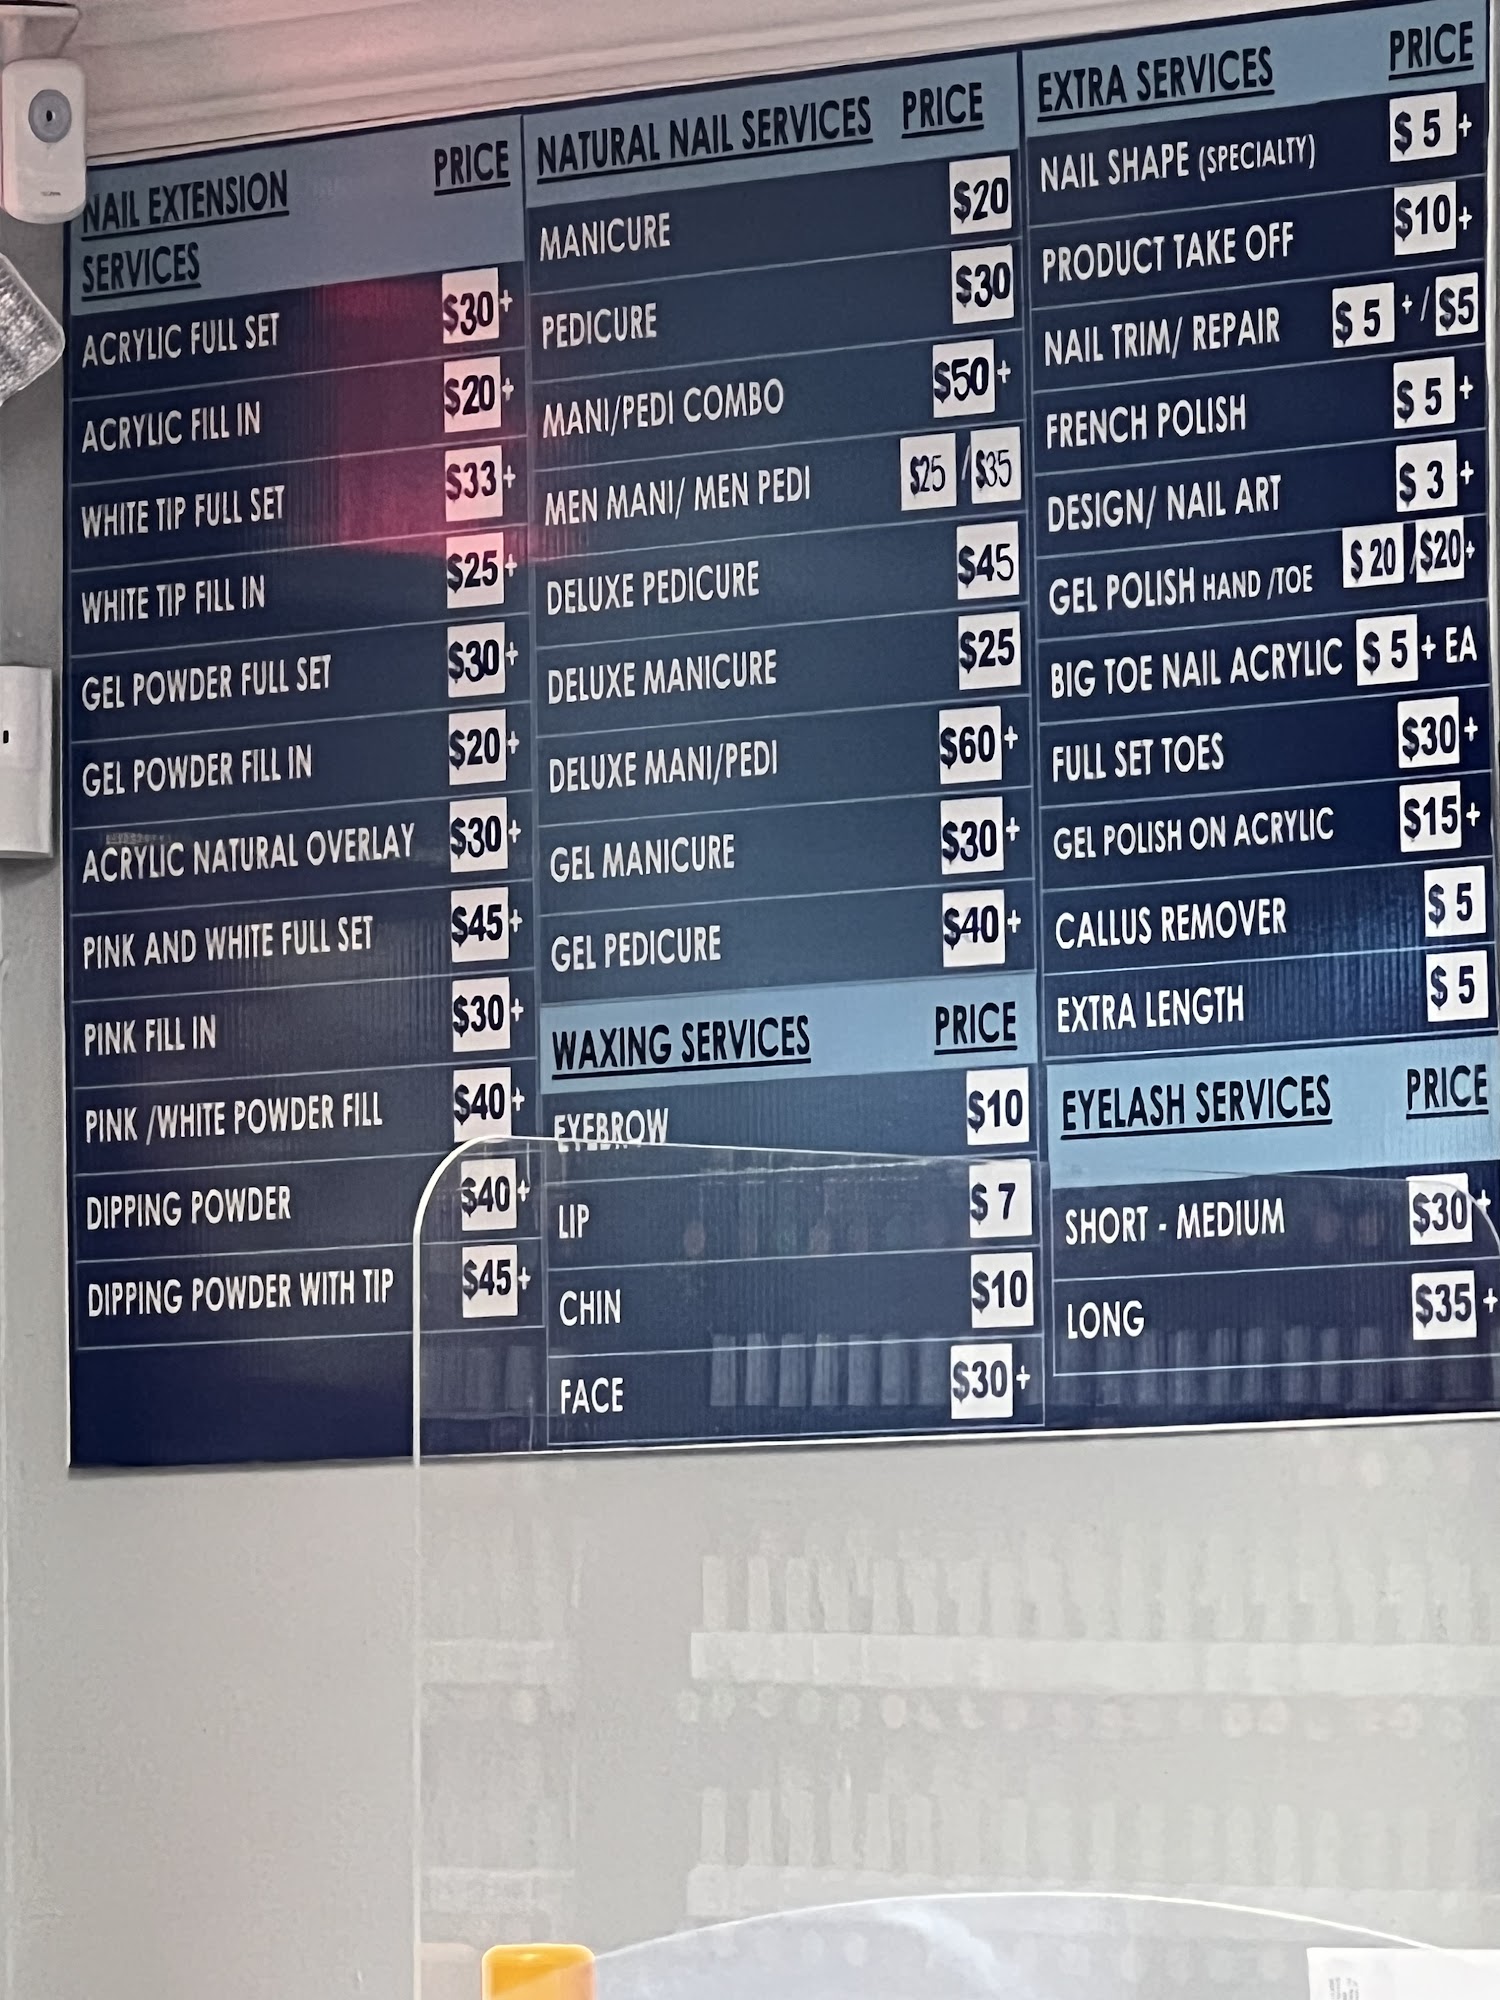 NAIL EXTENSION PRICE
SERVICES
ACRYLIC FULL SET $30+
ACRYLIC FILL IN $20+
WHITE TIP FULL SET $33+
WHITE TIP FILL IN $25+
GEL POWDER FULL SET $30+
GEL POWDER FILL IN $20+
ACRYLIC NATURAL OVERLAY $30+
PINK AND WHITE FULL SET $45+
PINK FILL IN $30+
PINK /WHITE POWDER FILL $40+
DIPPING POWDER $40+
DIPPING POWDER WITH TIP $45+
NATURAL NAIL SERVICES PRICE
MANICURE $20
PEDICURE $30
MANI/PEDI COMBO $50+
MEN MANI/ MEN PEDI $25 /$35
DELUXE PEDICURE $45
DELUXE MANICURE $25
DELUXE MANI/PEDI $60+
GEL MANICURE $30+
GEL PEDICURE $40+
WAXING SERVICES PRICE
EYEBROW $10
LIP $ 7
CHIN $10
FACE $30+
EXTRA SERVICES PRICE
NAIL SHAPE (SPECIALTY) $ 5 +
PRODUCT TAKE OFF $10+
NAIL TRIM/ REPAIR $ 5 + / $5
FRENCH POLISH $ 5 +
DESIGN/ NAIL ART $ 3 +
GEL POLISH HAND /TOE $ 20 /$20+
BIG TOE NAIL ACRYLIC $ 5 + EA
FULL SET TOES $30+
GEL POLISH ON ACRYLIC $15+
CALLUS REMOVER $ 5
EXTRA LENGTH $ 5
EYELASH SERVICES PRICE
SHORT - MEDIUM $30+
LONG $35+